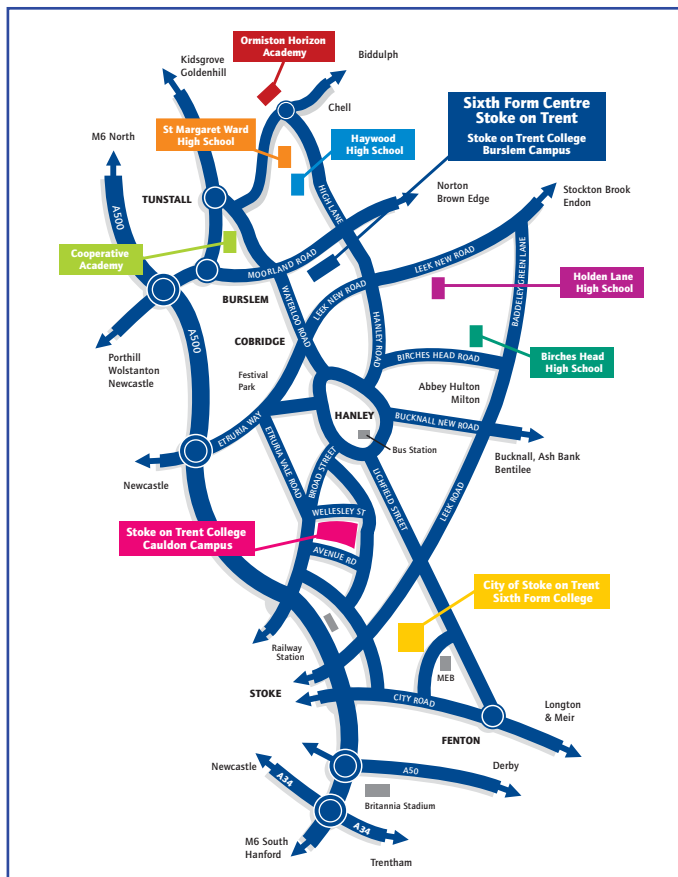 Ormiston Horizon
Academy
Biddulph
Kidsgrove
Goldenhill
Chell
Sixth Form Centre
Stoke on Trent
Stoke on Trent College
Burslem Campus
St Margaret Ward
High School
Haywood
High School
M6 North
A500
TUNSTALL
HIGH LANE
Norton
Brown Edge
Stockton Brook
Endon
Cooperative
Academy
MOORLAND ROAD
LEEK NEW ROAD
BADDELEY GREEN LANE
Holden Lane
High School
BURSLEM
WATERLOO ROAD
LEEK NEW ROAD
HANLEY ROAD
A500
COBRIDGE
BIRCHES HEAD ROAD
Birches Head
High School
Porthill
Wolstanton
Newcastle
Festival
Park
Abbey Hulton
Milton
HANLEY
BUCKNALL NEW ROAD
ETRURIA WAY
Bus Station
Bucknall, Ash Bank
Bentilee
Newcastle
ETRURIA VALE ROAD
BROAD STREET
LICHFIELD STREET
LEEK ROAD
WELLESLEY ST
Stoke on Trent College
Cauldon Campus
AVENUE RD
City of Stoke on Trent
Sixth Form College
Railway
Station
MEB
STOKE
CITY ROAD
Longton
& Meir
FENTON
Newcastle
A34
A50
Derby
Britannia Stadium
A34
M6 South
Hanford
Trentham